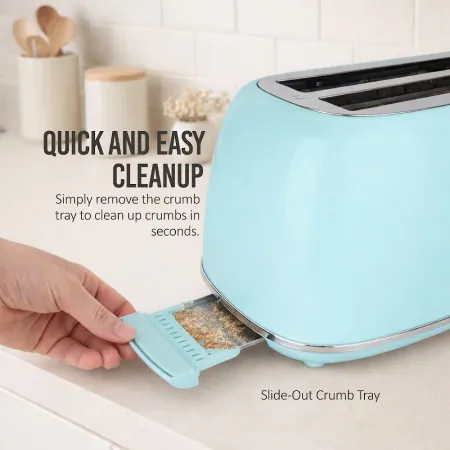 QUICK AND EASY
CLEANUP
Simply remove the crumb
tray to clean up crumbs in
seconds.
Slide-Out Crumb Tray